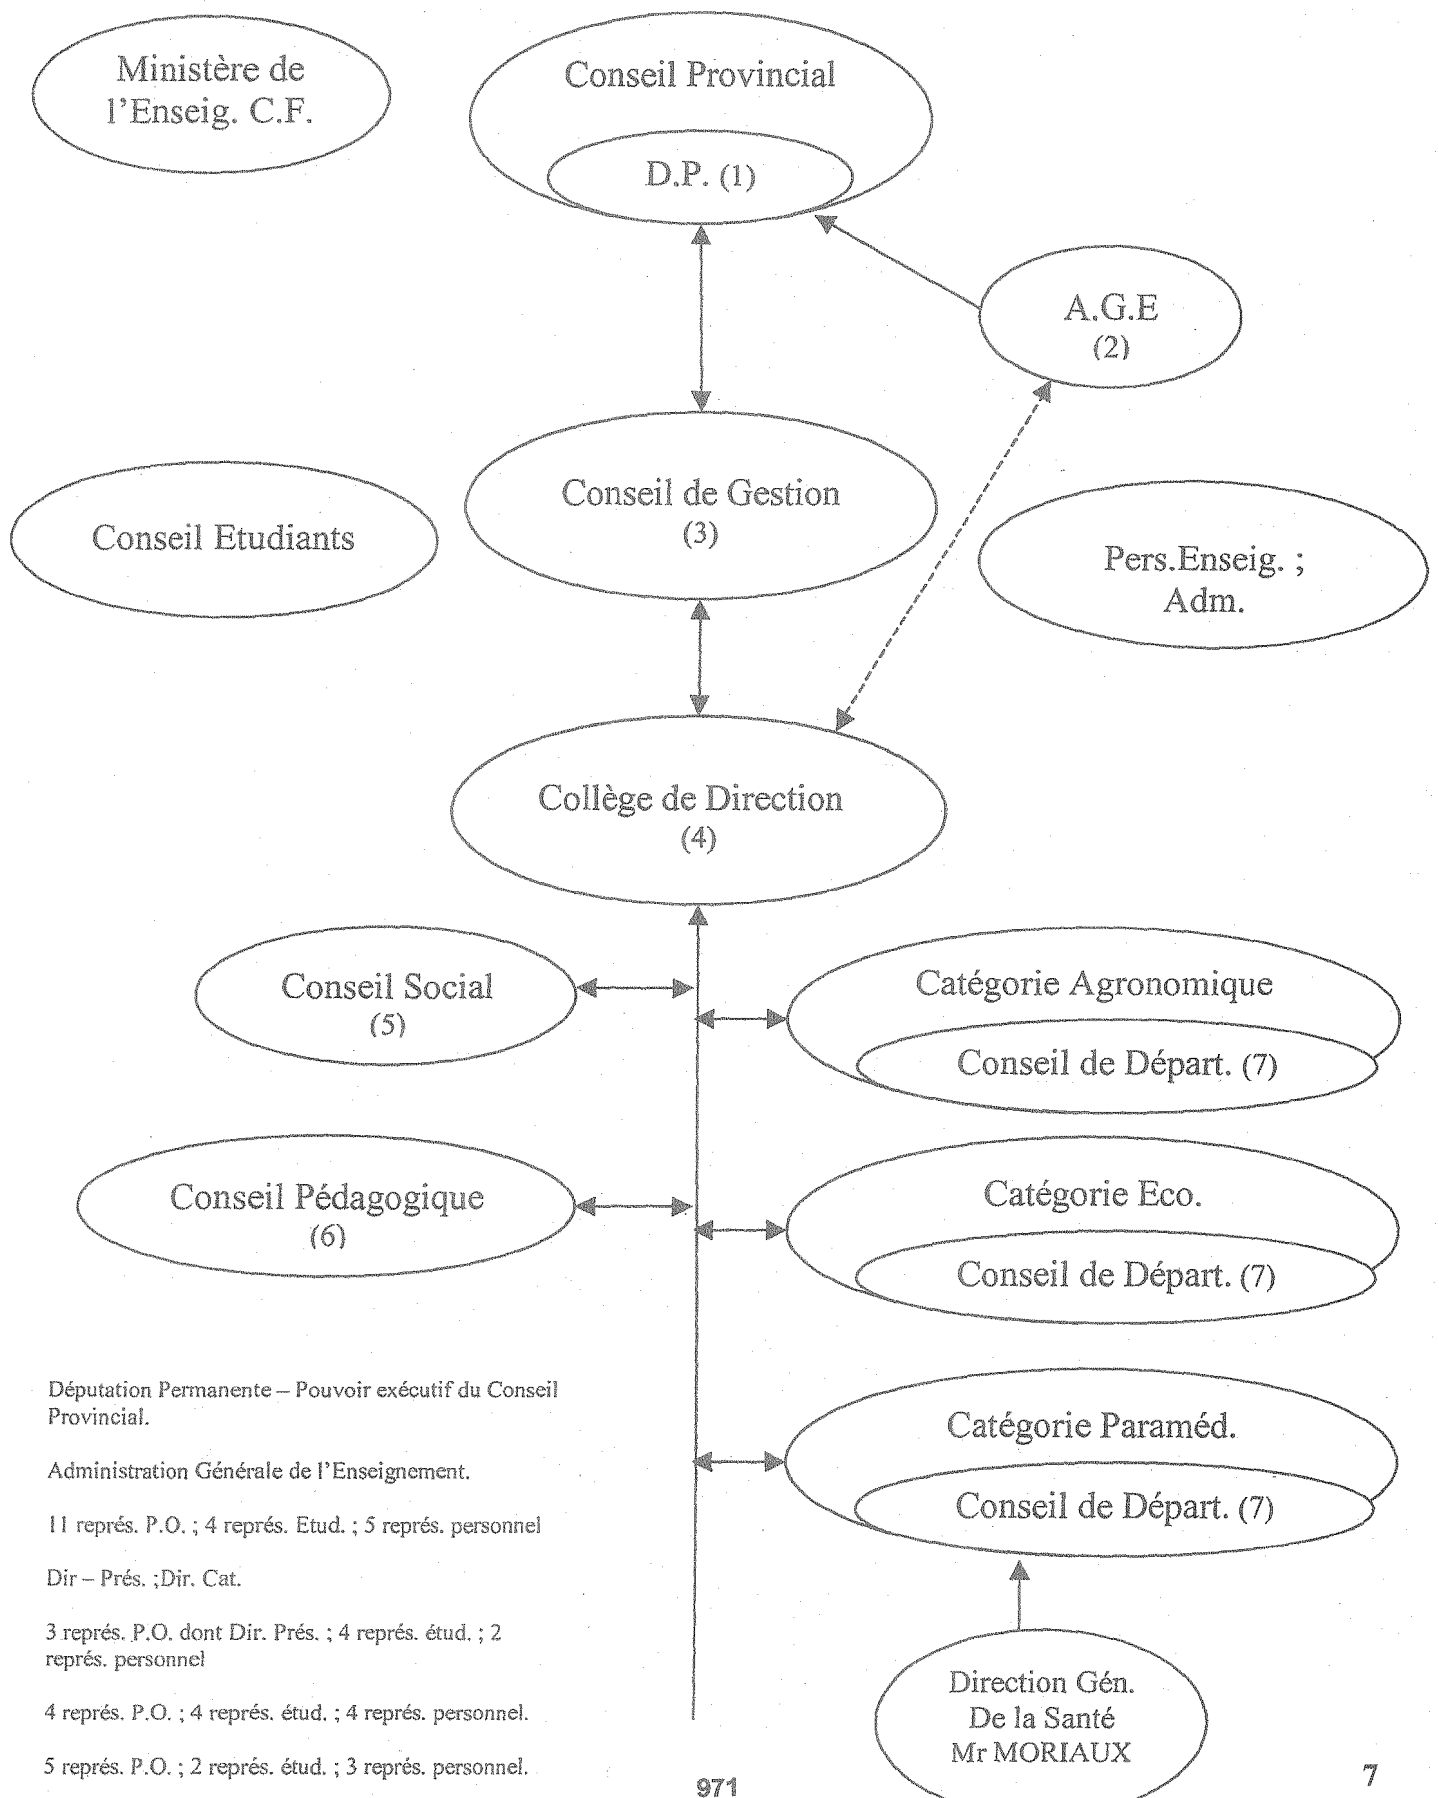 Ministère de
l'Enseig. C.F.
Conseil Provincial
D.P. (1)
A.G.E
(2)
Conseil de Gestion
(3)
Conseil Etudiants
Pers.Enseig. ;
Adm.
Collège de Direction
(4)
Conseil Social
(5)
Catégorie Agronomique
Conseil de Départ. (7)
Conseil Pédagogique
(6)
Catégorie Eco.
Conseil de Départ. (7)
Catégorie Paraméd.
Conseil de Départ. (7)
Direction Gén.
De la Santé
Mr MORIAUX
Députation Permanente – Pouvoir exécutif du Conseil
Provincial.
Administration Générale de l'Enseignement.
11 représ. P.O. ; 4 représ. Etud. ; 5 représ. personnel
Dir – Prés. ;Dir. Cat.
3 représ. P.O. dont Dir. Prés. ; 4 représ. étud. ; 2
représ. personnel
4 représ. P.O. ; 4 représ. étud. ; 4 représ. personnel.
5 représ. P.O. ; 2 représ. étud. ; 3 représ. personnel.
971
7